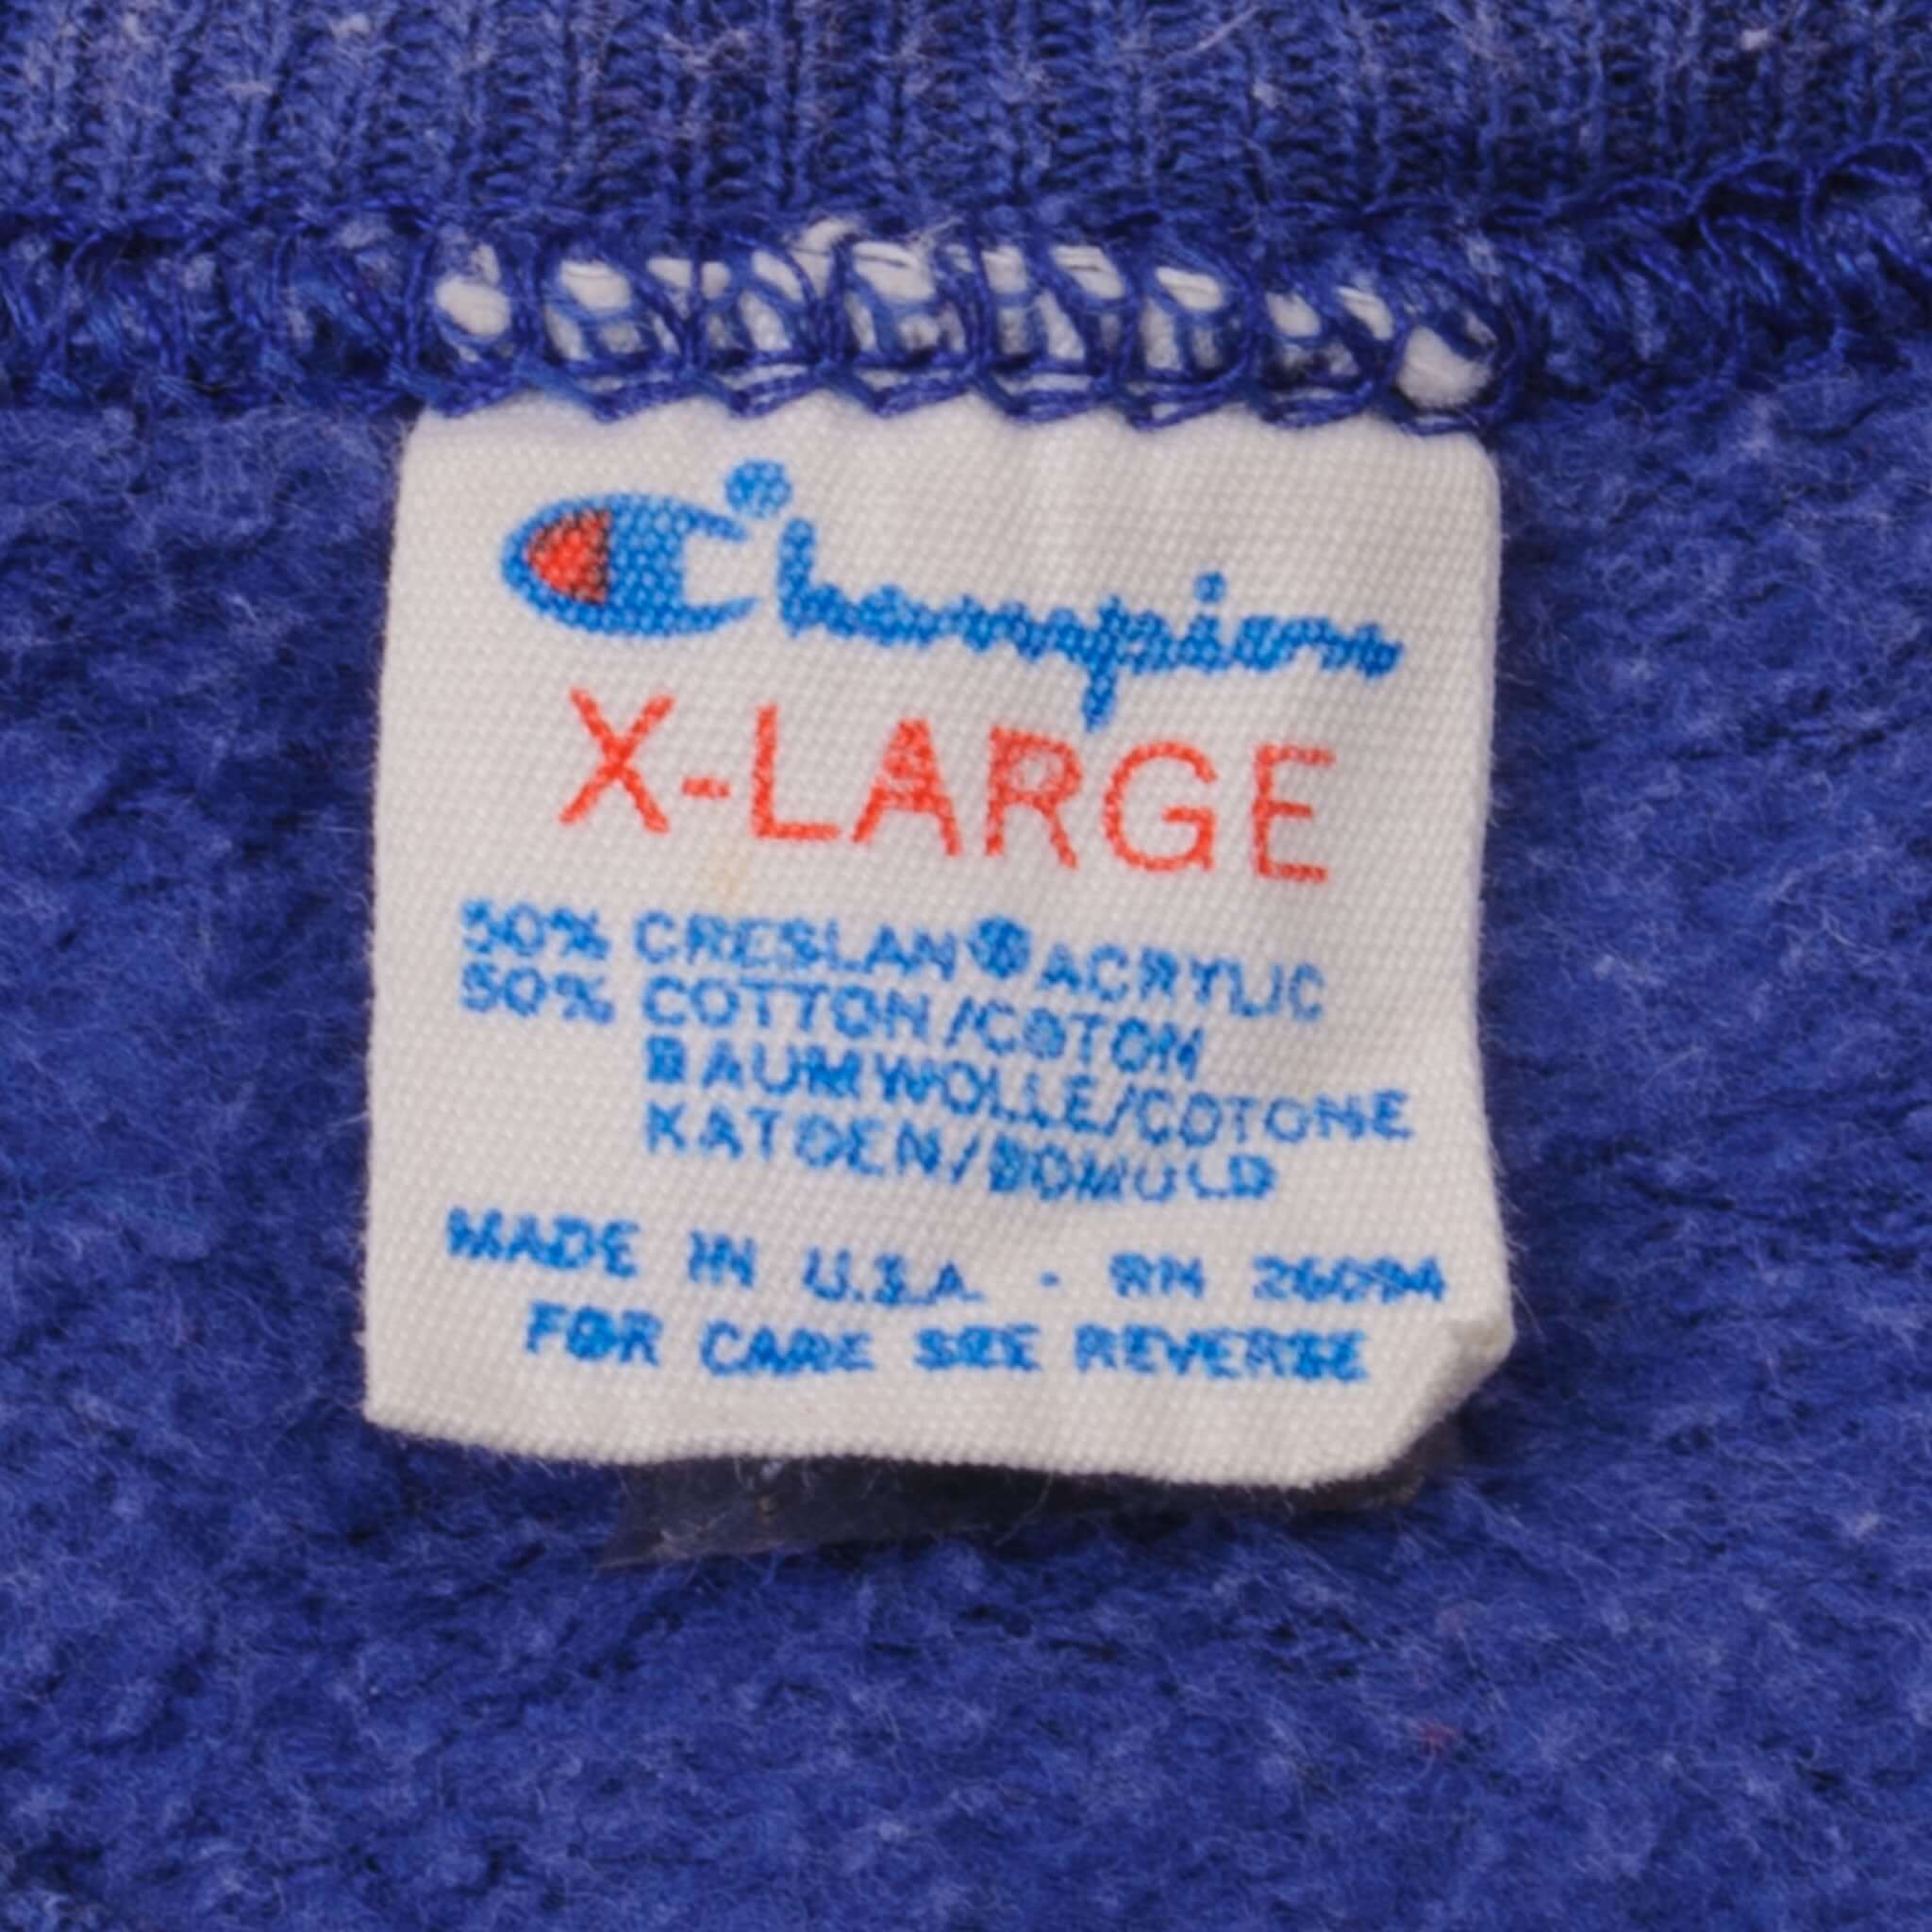 Champion®
X-LARGE
50% CRESLAN® ACRYLIC
50% COTTON/COTON
BAUMWOLLE/COTONE
KATOEN/BOMULD
MADE IN U.S.A. - RN 26094
FOR CARE SEE REVERSE